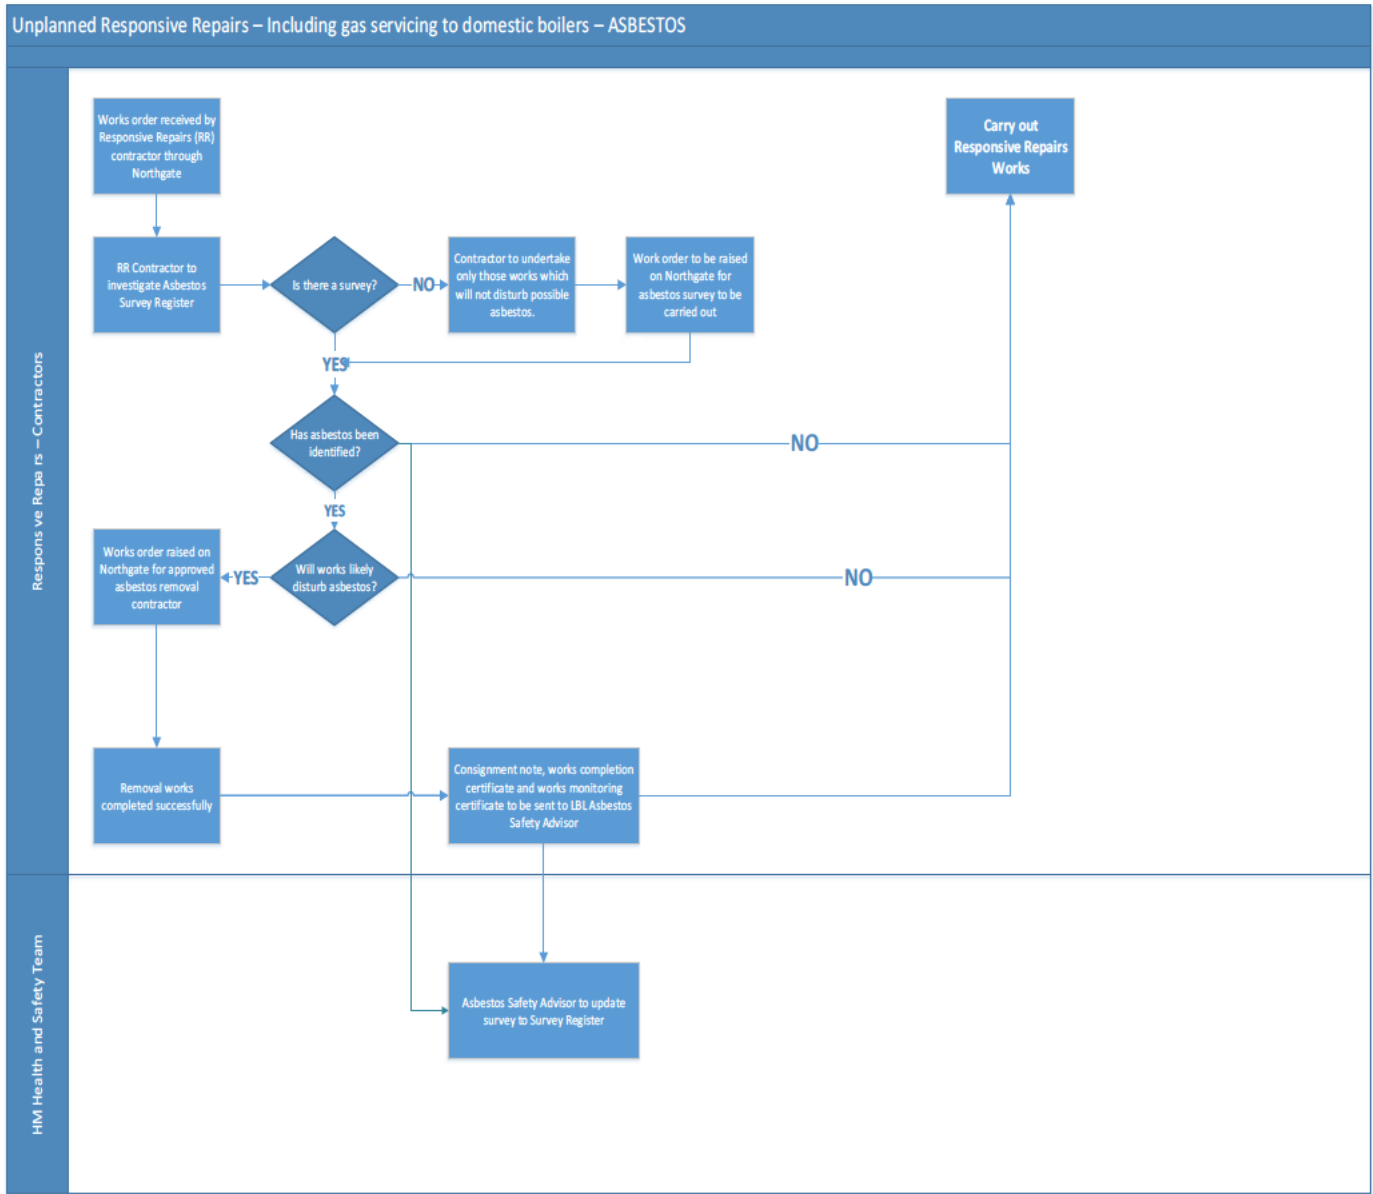 Unplanned Responsive Repairs – Including gas servicing to domestic boilers – ASBESTOS
Respons ve Repa rs – Contractors
Works order received by
Responsive Repairs (RR)
contractor through
Northgate
Carry out
Responsive Repairs
Works
RR Contractor to
investigate Asbestos
Survey Register
Is there a survey?
NO
Contractor to undertake
only those works which
will not disturb possible
asbestos.
Work order to be raised
on Northgate for
asbestos survey to be
carried out
YES
Has asbestos been
identified?
NO
YES
Works order raised on
Northgate for approved
asbestos removal
contractor
YES
Will works likely
disturb asbestos?
NO
Removal works
completed successfully
Consignment note, works completion
certificate and works monitoring
certificate to be sent to LBL Asbestos
Safety Advisor
HM Health and Safety Team
Asbestos Safety Advisor to update
survey to Survey Register